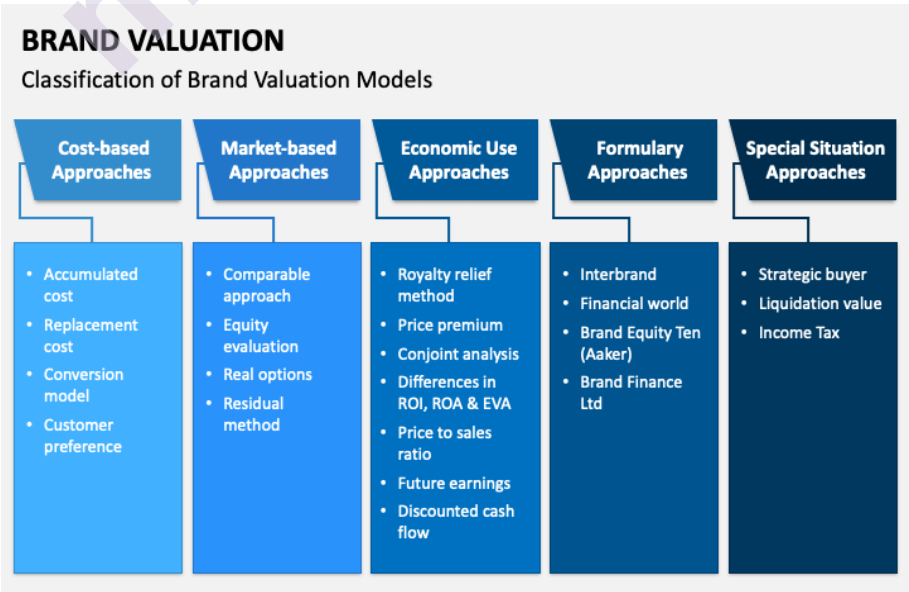 BRAND VALUATION
Classification of Brand Valuation Models
Cost-based
Approaches
• Accumulated
cost
• Replacement
cost
• Conversion
model
• Customer
preference
Market-based
Approaches
• Comparable
approach
• Equity
evaluation
• Real options
• Residual
method
Economic Use
Approaches
• Royalty relief
method
• Price premium
• Conjoint analysis
• Differences in
ROI, ROA & EVA
• Price to sales
ratio
• Future earnings
• Discounted cash
flow
Formulary
Approaches
• Interbrand
• Financial world
• Brand Equity Ten
(Aaker)
• Brand Finance
Ltd
Special Situation
Approaches
• Strategic buyer
• Liquidation value
• Income Tax